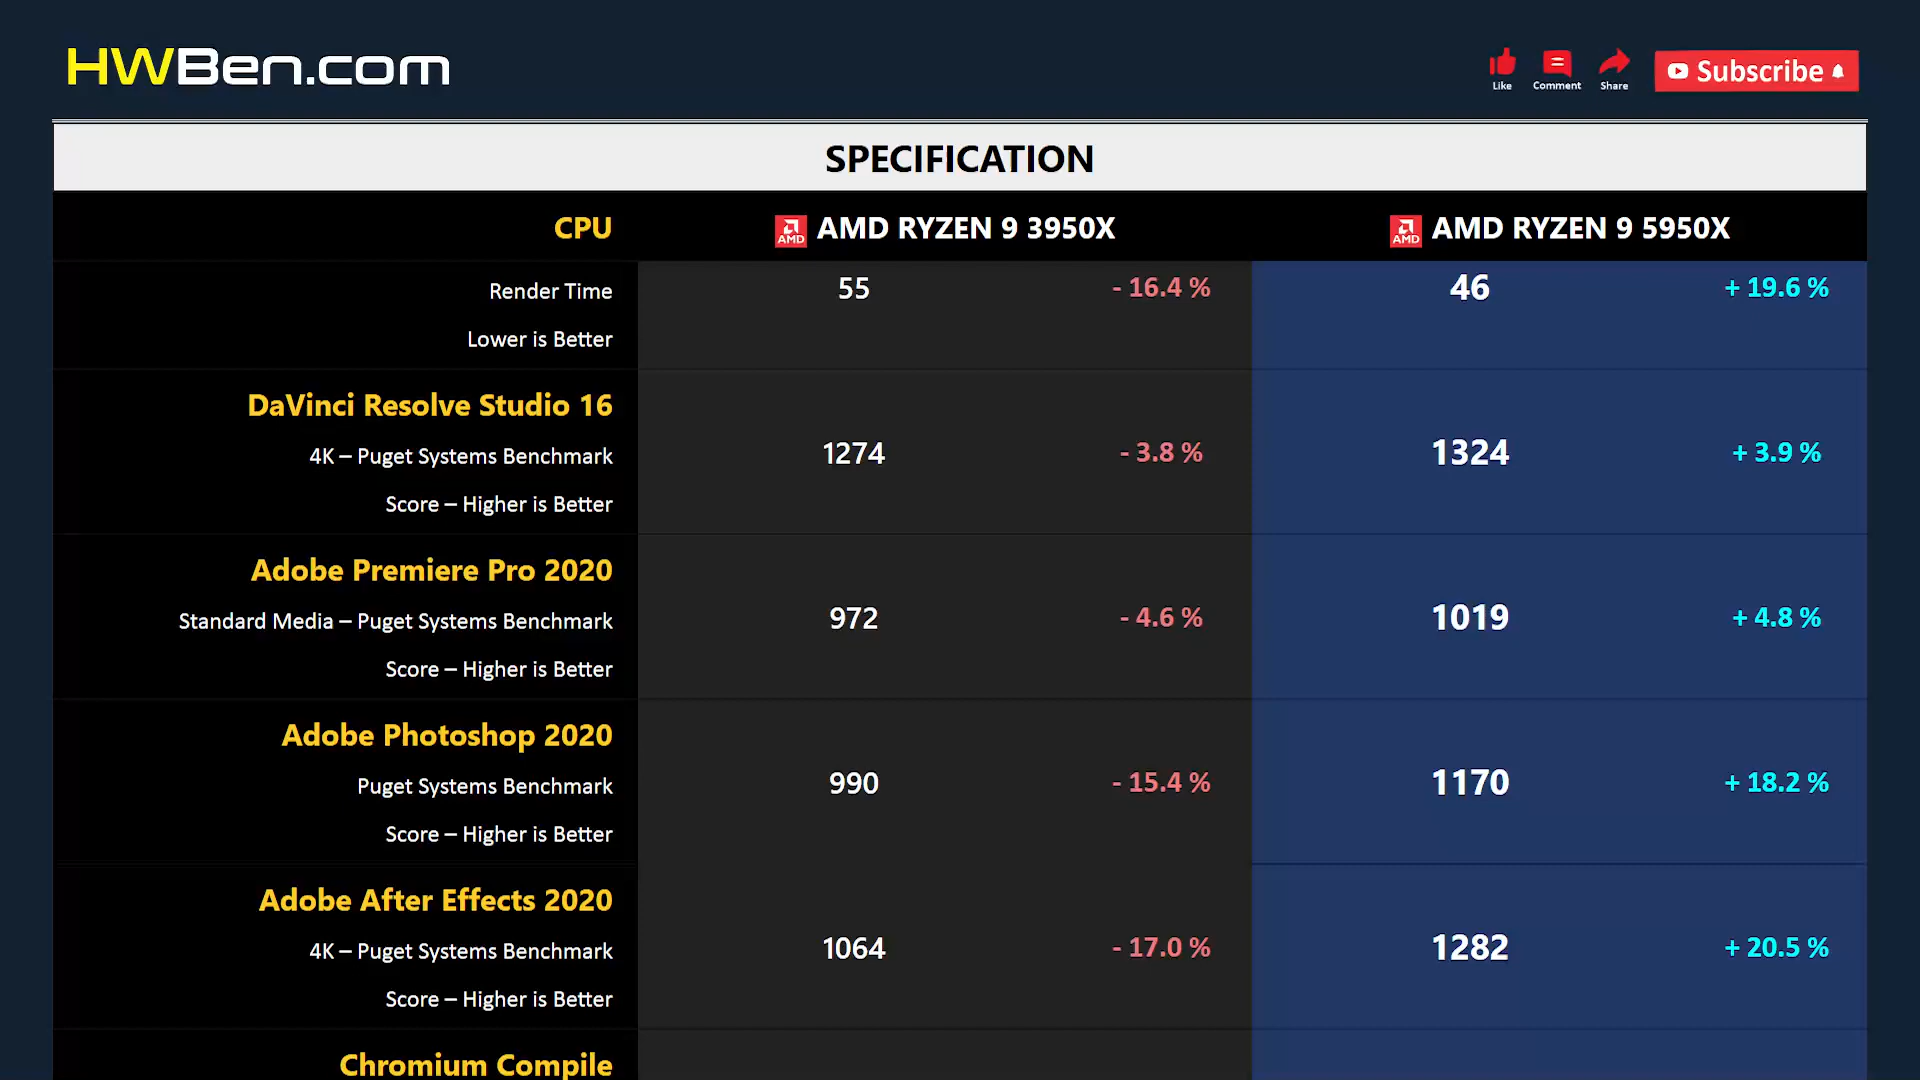 HWBen.com
Like
Comment
Share
Subscribe
SPECIFICATION
CPU
AMD
AMD RYZEN 9 3950X
AMD
AMD RYZEN 9 5950X
Render Time
55
- 16.4 %
46
+ 19.6 %
Lower is Better
DaVinci Resolve Studio 16
4K – Puget Systems Benchmark
1274
- 3.8 %
1324
+ 3.9 %
Score – Higher is Better
Adobe Premiere Pro 2020
Standard Media – Puget Systems Benchmark
972
- 4.6 %
1019
+ 4.8 %
Score – Higher is Better
Adobe Photoshop 2020
Puget Systems Benchmark
990
- 15.4 %
1170
+ 18.2 %
Score – Higher is Better
Adobe After Effects 2020
4K – Puget Systems Benchmark
1064
- 17.0 %
1282
+ 20.5 %
Score – Higher is Better
Chromium Compile